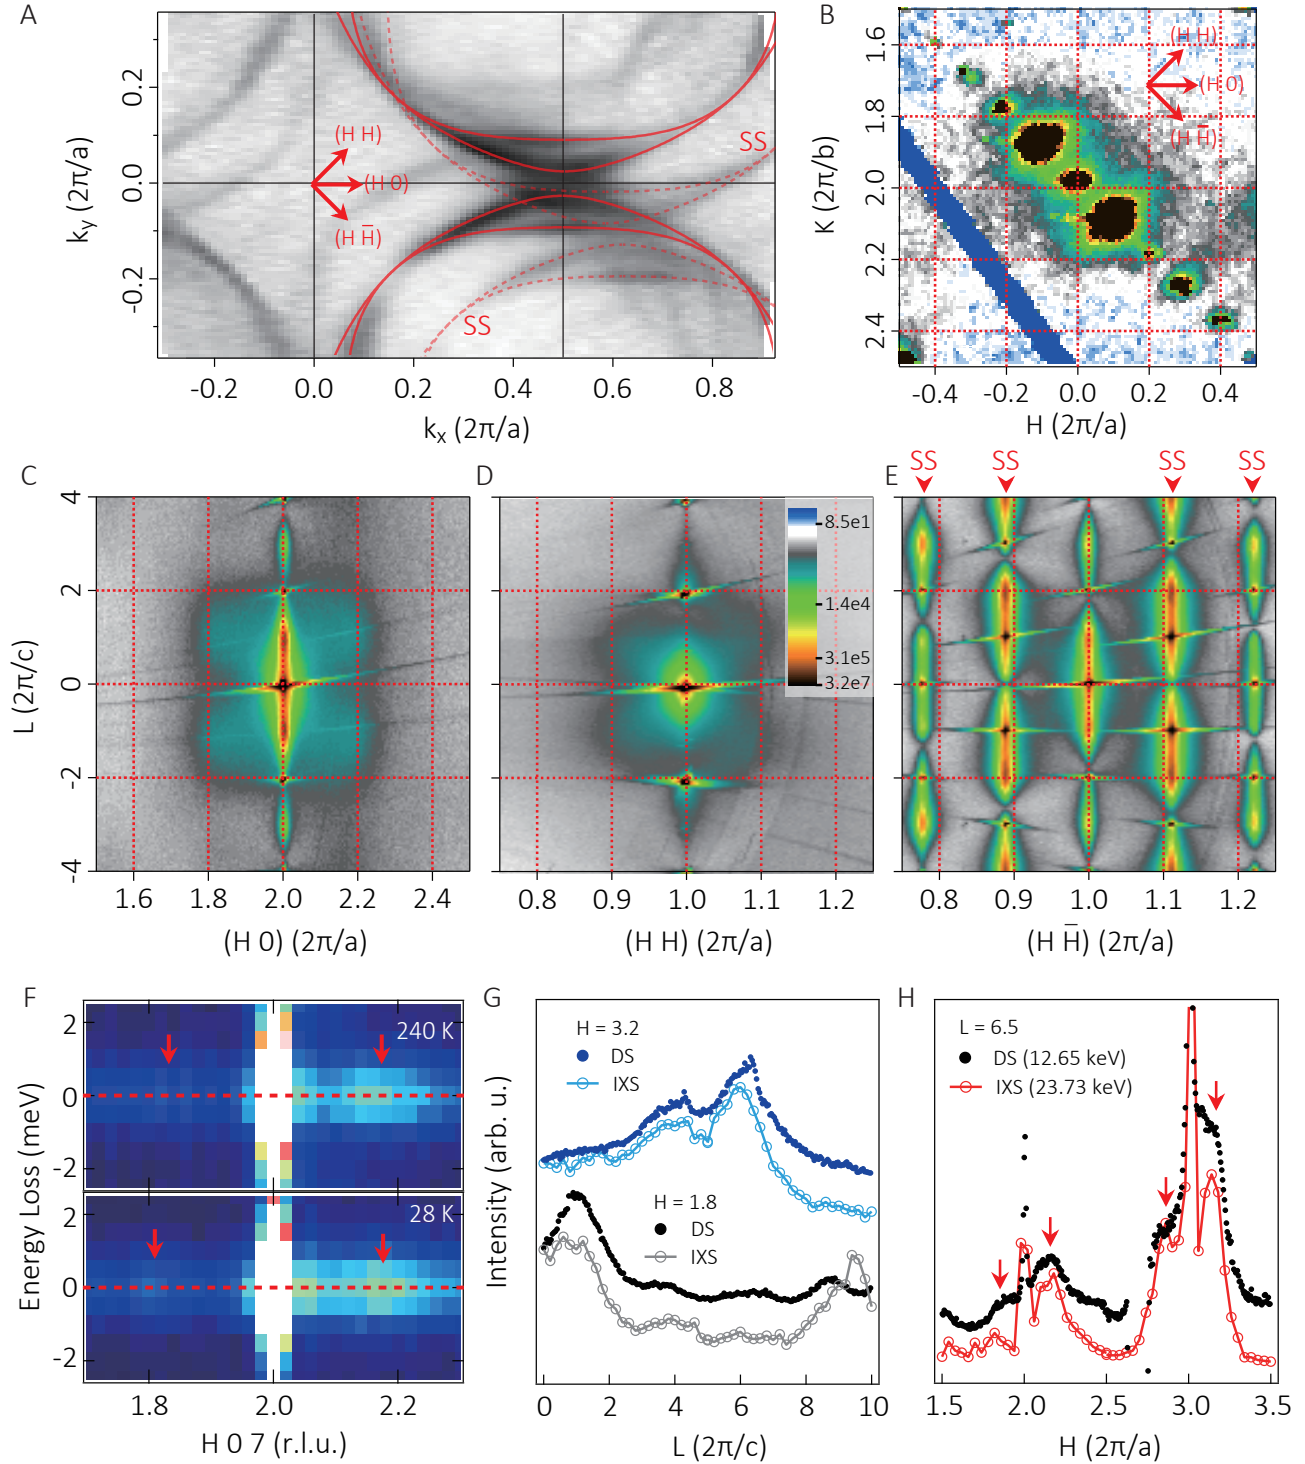 A
k_y (2π/a)
0.2
0.0
-0.2
(H H)
(H 0)
(H H̄)
SS
SS
-0.2 0.0 0.2 0.4 0.6 0.8
k_x (2π/a)
B
K (2π/b)
1.6
1.8
2.0
2.2
2.4
(H H)
(H 0)
(H H̄)
-0.4 -0.2 0.0 0.2 0.4
H (2π/a)
C
L (2π/c)
4
2
0
-2
-4
1.6 1.8 2.0 2.2 2.4
(H 0) (2π/a)
D
8.5e1
1.4e4
3.1e5
3.2e7
0.8 0.9 1.0 1.1 1.2
(H H) (2π/a)
E
SS SS SS SS
0.8 0.9 1.0 1.1 1.2
(H H̄) (2π/a)
F
Energy Loss (meV)
2
0
-2
240 K
2
0
-2
28 K
1.8 2.0 2.2
H 0 7 (r.l.u.)
G
Intensity (arb. u.)
H = 3.2
DS
IXS
H = 1.8
DS
IXS
0 2 4 6 8 10
L (2π/c)
H
L = 6.5
DS (12.65 keV)
IXS (23.73 keV)
1.5 2.0 2.5 3.0 3.5
H (2π/a)